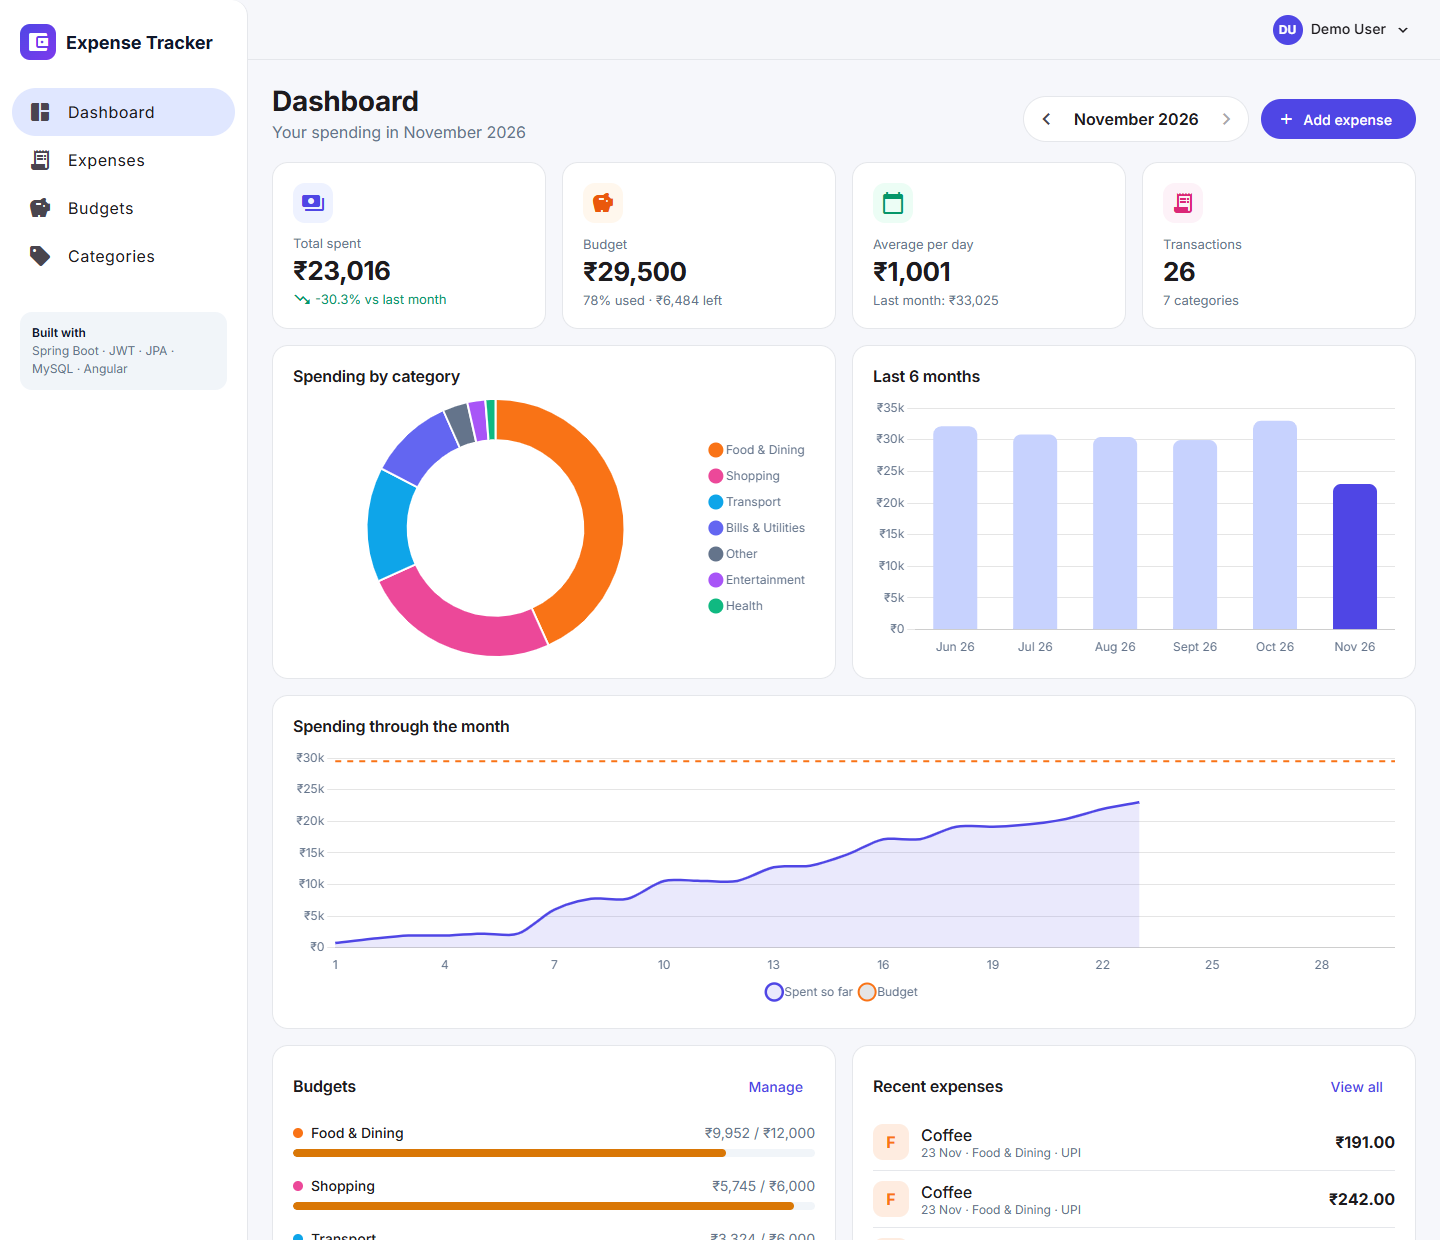 Expense Tracker
Dashboard
Expenses
Budgets
Categories
Built with
Spring Boot · JWT · JPA ·
MySQL · Angular
DU Demo User
Dashboard
Your spending in November 2026
November 2026
+ Add expense
Total spent
₹23,016
-30.3% vs last month
Budget
₹29,500
78% used · ₹6,484 left
Average per day
₹1,001
Last month: ₹33,025
Transactions
26
7 categories
Spending by category
Food & Dining
Shopping
Transport
Bills & Utilities
Other
Entertainment
Health
Last 6 months
₹35k
₹30k
₹25k
₹20k
₹15k
₹10k
₹5k
₹0
Jun 26 Jul 26 Aug 26 Sept 26 Oct 26 Nov 26
Spending through the month
₹30k
₹25k
₹20k
₹15k
₹10k
₹5k
₹0
1 4 7 10 13 16 19 22 25 28
Spent so far Budget
Budgets Manage
Food & Dining ₹9,952 / ₹12,000
Shopping ₹5,745 / ₹6,000
Transport ₹3,324 / ₹6,000
Recent expenses View all
F Coffee ₹191.00
23 Nov · Food & Dining · UPI
F Coffee ₹242.00
23 Nov · Food & Dining · UPI